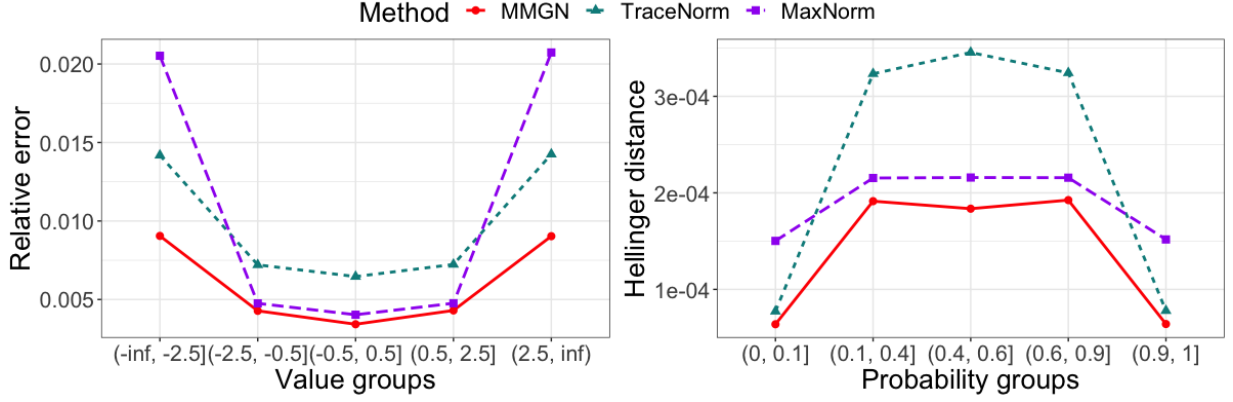 Method MMGN TraceNorm MaxNorm
Relative error
0.020
0.015
0.010
0.005
(-inf, -2.5] (-2.5, -0.5] (-0.5, 0.5] (0.5, 2.5] (2.5, inf)
Value groups
Hellinger distance
3e-04
2e-04
1e-04
(0, 0.1] (0.1, 0.4] (0.4, 0.6] (0.6, 0.9] (0.9, 1]
Probability groups